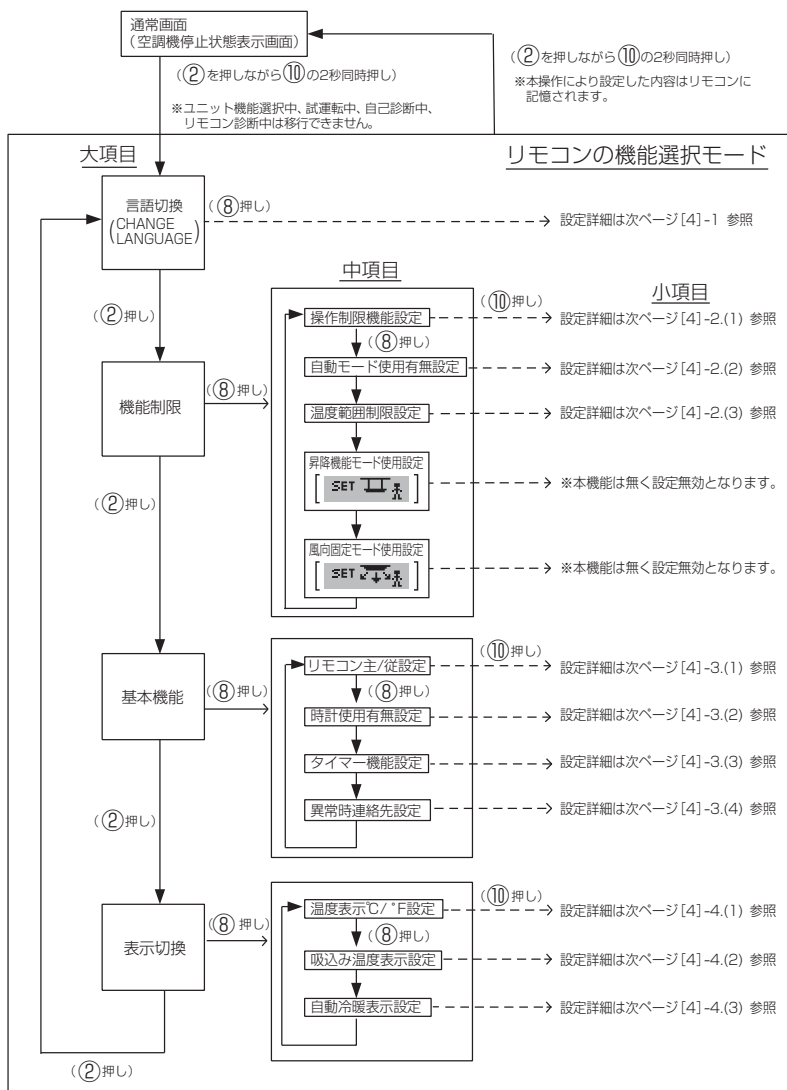 通常画面
(空調機停止状態表示画面)
(②を押しながら⑩の2秒同時押し)
※ユニット機能選択中、試運転中、自己診断中、
リモコン診断中は移行できません。
(②を押しながら⑩の2秒同時押し)
※本操作により設定した内容はリモコンに
記憶されます。
大項目
リモコンの機能選択モード
言語切換
(CHANGE
LANGUAGE)
(⑧押し)
設定詳細は次ページ[4]-1 参照
中項目
小項目
(②押し)
機能制限
(⑧押し)
操作制限機能設定
(⑩押し)
設定詳細は次ページ[4]-2.(1) 参照
(⑧押し)
自動モード使用有無設定
設定詳細は次ページ[4]-2.(2) 参照
温度範囲制限設定
設定詳細は次ページ[4]-2.(3) 参照
昇降機能モード使用設定
[SET]
※本機能は無く設定無効となります。
風向固定モード使用設定
[SET]
※本機能は無く設定無効となります。
(②押し)
基本機能
(⑧押し)
リモコン主/従設定
(⑩押し)
設定詳細は次ページ[4]-3.(1) 参照
(⑧押し)
時計使用有無設定
設定詳細は次ページ[4]-3.(2) 参照
タイマー機能設定
設定詳細は次ページ[4]-3.(3) 参照
異常時連絡先設定
設定詳細は次ページ[4]-3.(4) 参照
(②押し)
表示切換
(⑧押し)
温度表示℃/°F設定
(⑩押し)
設定詳細は次ページ[4]-4.(1) 参照
(⑧押し)
吸込み温度表示設定
設定詳細は次ページ[4]-4.(2) 参照
自動冷暖表示設定
設定詳細は次ページ[4]-4.(3) 参照
(②押し)